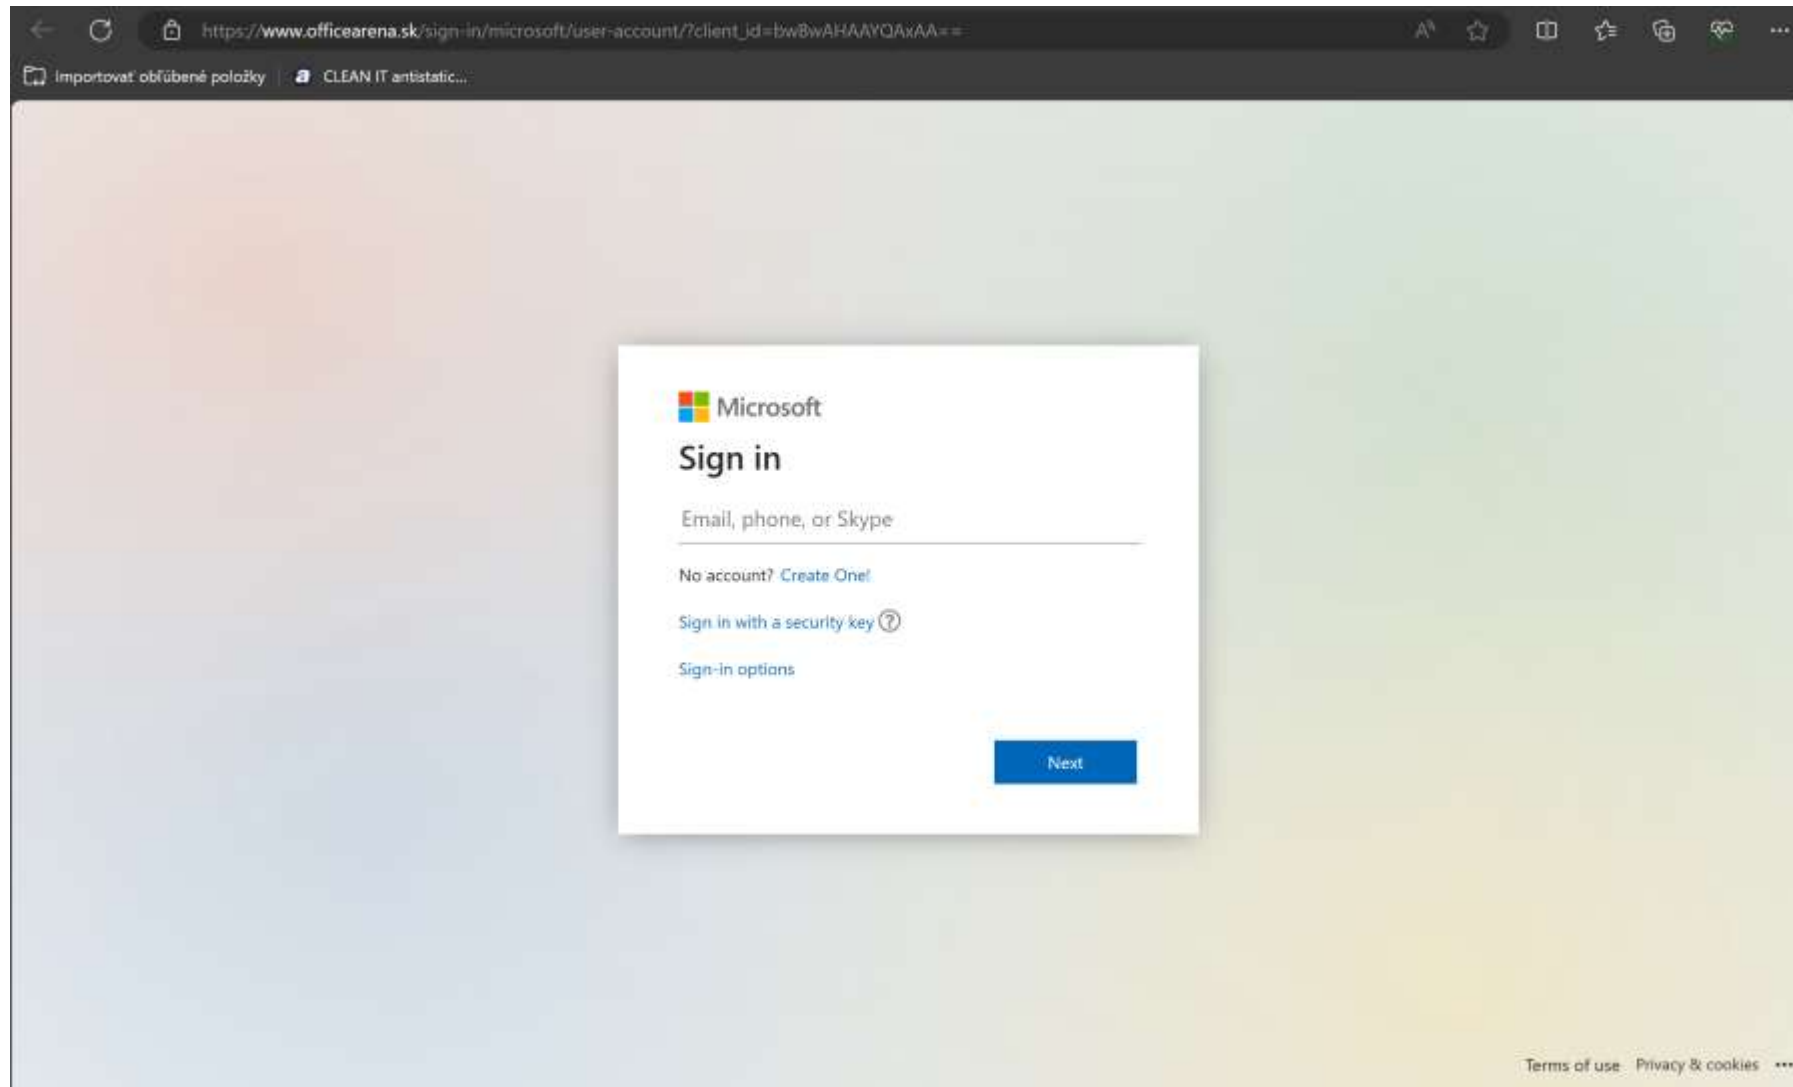 https://www.officearena.sk/sign-in/microsoft/user-account/?client_id=bwBwAHAAYQAxAA==
Importovať obľúbené položky
CLEAN IT antistatic...
Microsoft
Sign in
Email, phone, or Skype
No account? Create One!
Sign in with a security key ?
Sign-in options
Next
Terms of use Privacy & cookies ...